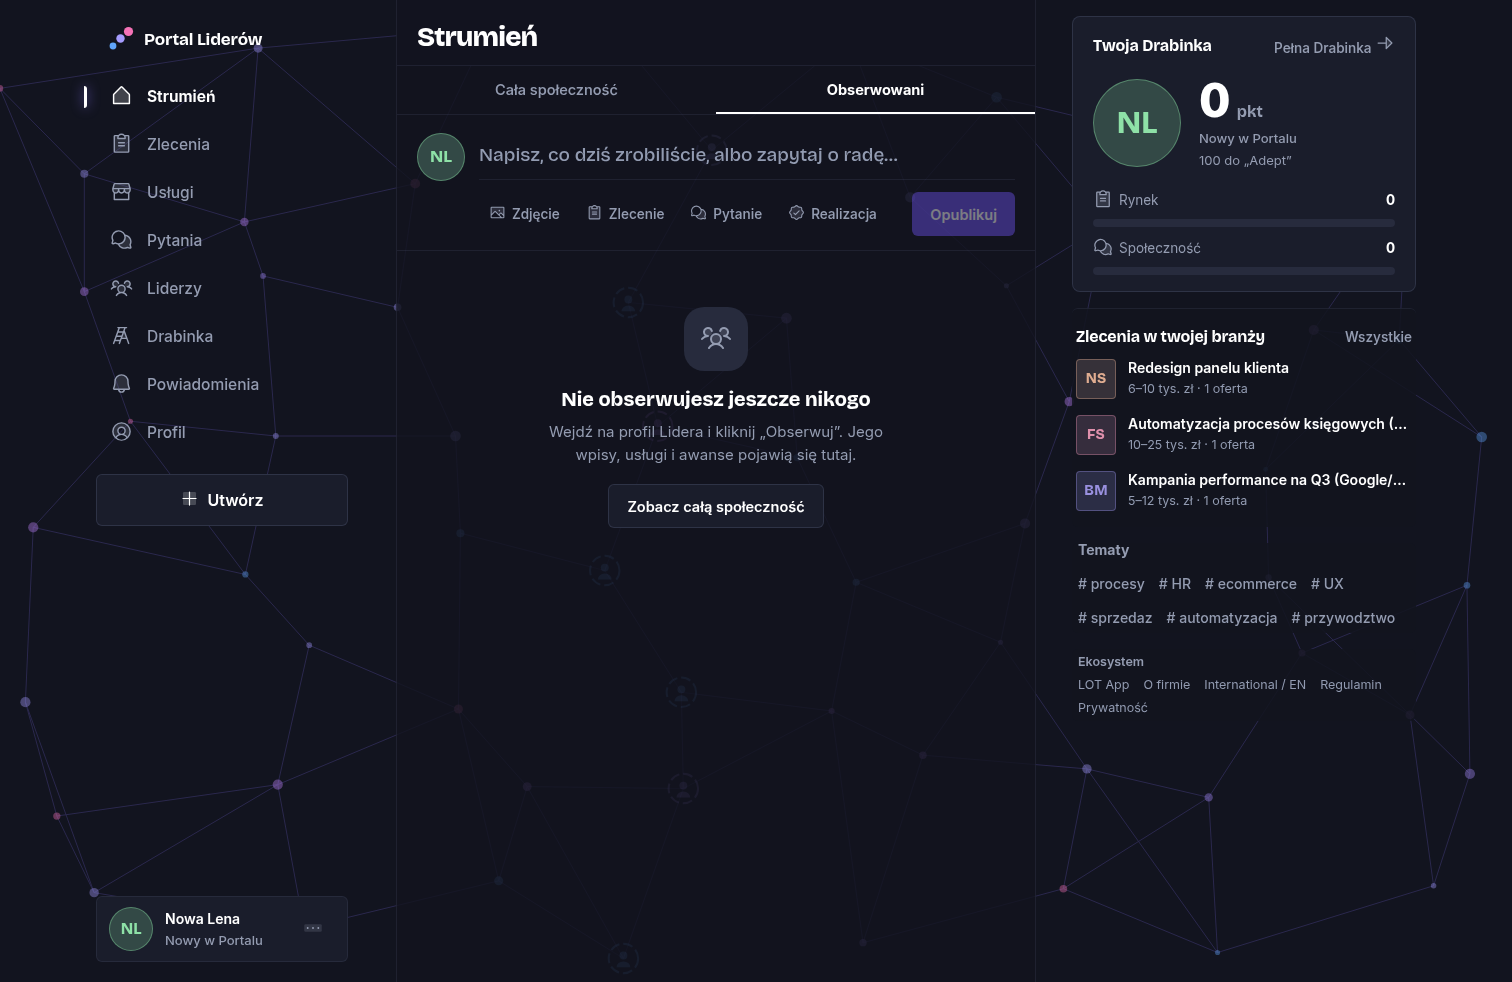 Portal Liderów
Strumień
Zlecenia
Usługi
Pytania
Liderzy
Drabinka
Powiadomienia
Profil
Utwórz
NL
Nowa Lena
Nowy w Portalu
Strumień
Cała społeczność
Obserwowani
NL
Napisz, co dziś zrobiliście, albo zapytaj o radę...
Zdjęcie
Zlecenie
Pytanie
Realizacja
Opublikuj
Nie obserwujesz jeszcze nikogo
Wejdź na profil Lidera i kliknij „Obserwuj”. Jego
wpisy, usługi i awanse pojawią się tutaj.
Zobacz całą społeczność
Twoja Drabinka
Pełna Drabinka
NL
0 pkt
Nowy w Portalu
100 do „Adept”
Rynek 0
Społeczność 0
Zlecenia w twojej branży
Wszystkie
NS
Redesign panelu klienta
6–10 tys. zł · 1 oferta
FS
Automatyzacja procesów księgowych (...
10–25 tys. zł · 1 oferta
BM
Kampania performance na Q3 (Google/...
5–12 tys. zł · 1 oferta
Tematy
# procesy # HR # ecommerce # UX
# sprzedaz # automatyzacja # przywodztwo
Ekosystem
LOT App O firmie International / EN Regulamin
Prywatność